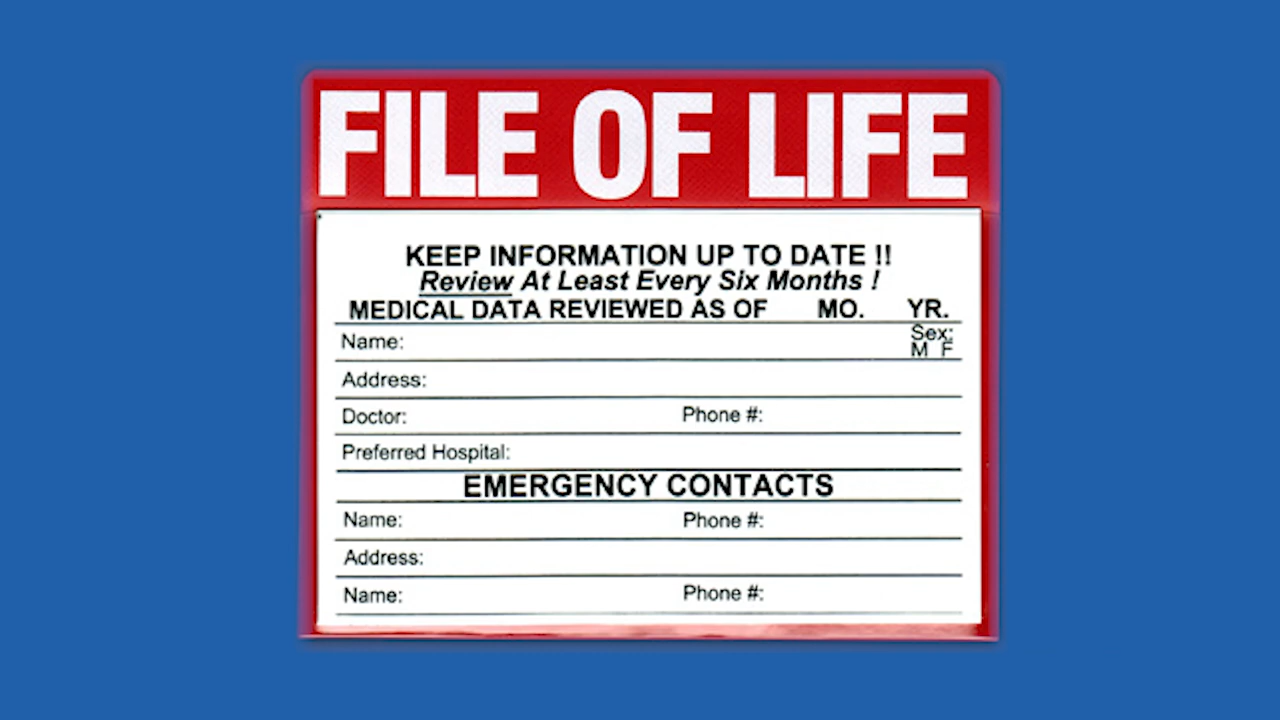 FILE OF LIFE
KEEP INFORMATION UP TO DATE !!
Review At Least Every Six Months !
MEDICAL DATA REVIEWED AS OF MO. YR.
Name: Sex:
M F
Address:
Doctor: Phone #:
Preferred Hospital:
EMERGENCY CONTACTS
Name: Phone #:
Address:
Name: Phone #: